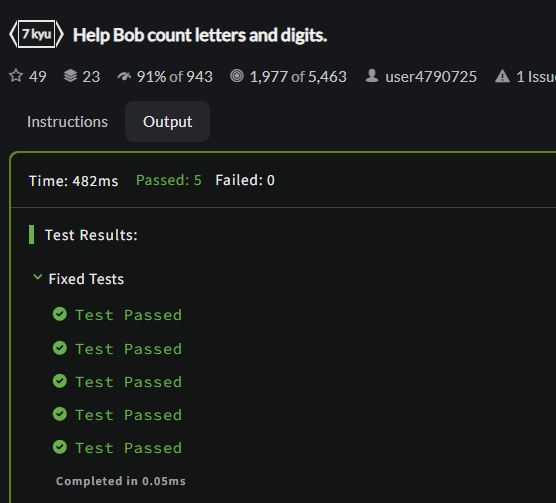 7 kyu Help Bob count letters and digits.
49 23 91% of 943 1,977 of 5,463 user4790725 1 Issu
Instructions Output
Time: 482ms Passed: 5 Failed: 0
Test Results:
Fixed Tests
Test Passed
Test Passed
Test Passed
Test Passed
Test Passed
Completed in 0.05ms